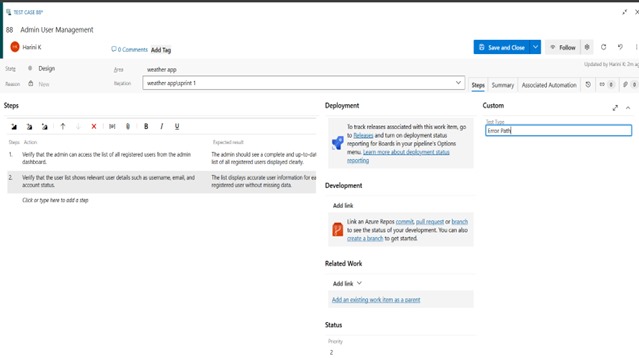 TEST CASE 88*
88 Admin User Management
Harini K
0 Comments Add Tag
Save and Close
Follow
Updated by Harini K: 2m ag
State Design
Area weather app
Reason New
Iteration weather app\sprint 1
Steps Summary Associated Automation
0
0
Steps
B I U
Steps Action Expected result
1. Verify that the admin can access the list of all registered users from the admin dashboard.
The admin should see a complete and up-to-dat
list of all registered users displayed clearly.
2. Verify that the user list shows relevant user details such as username, email, and account status.
The list displays accurate user information for ea
registered user without missing data.
Click or type here to add a step
Deployment
To track releases associated with this work item, go
to Releases and turn on deployment status
reporting for Boards in your pipeline's Options
menu. Learn more about deployment status
reporting
Development
Add link
Link an Azure Repos commit, pull request or branch
to see the status of your development. You can also
create a branch to get started.
Related Work
Add link
Add an existing work item as a parent
Status
Priority
2
Custom
Test Type
Error Path